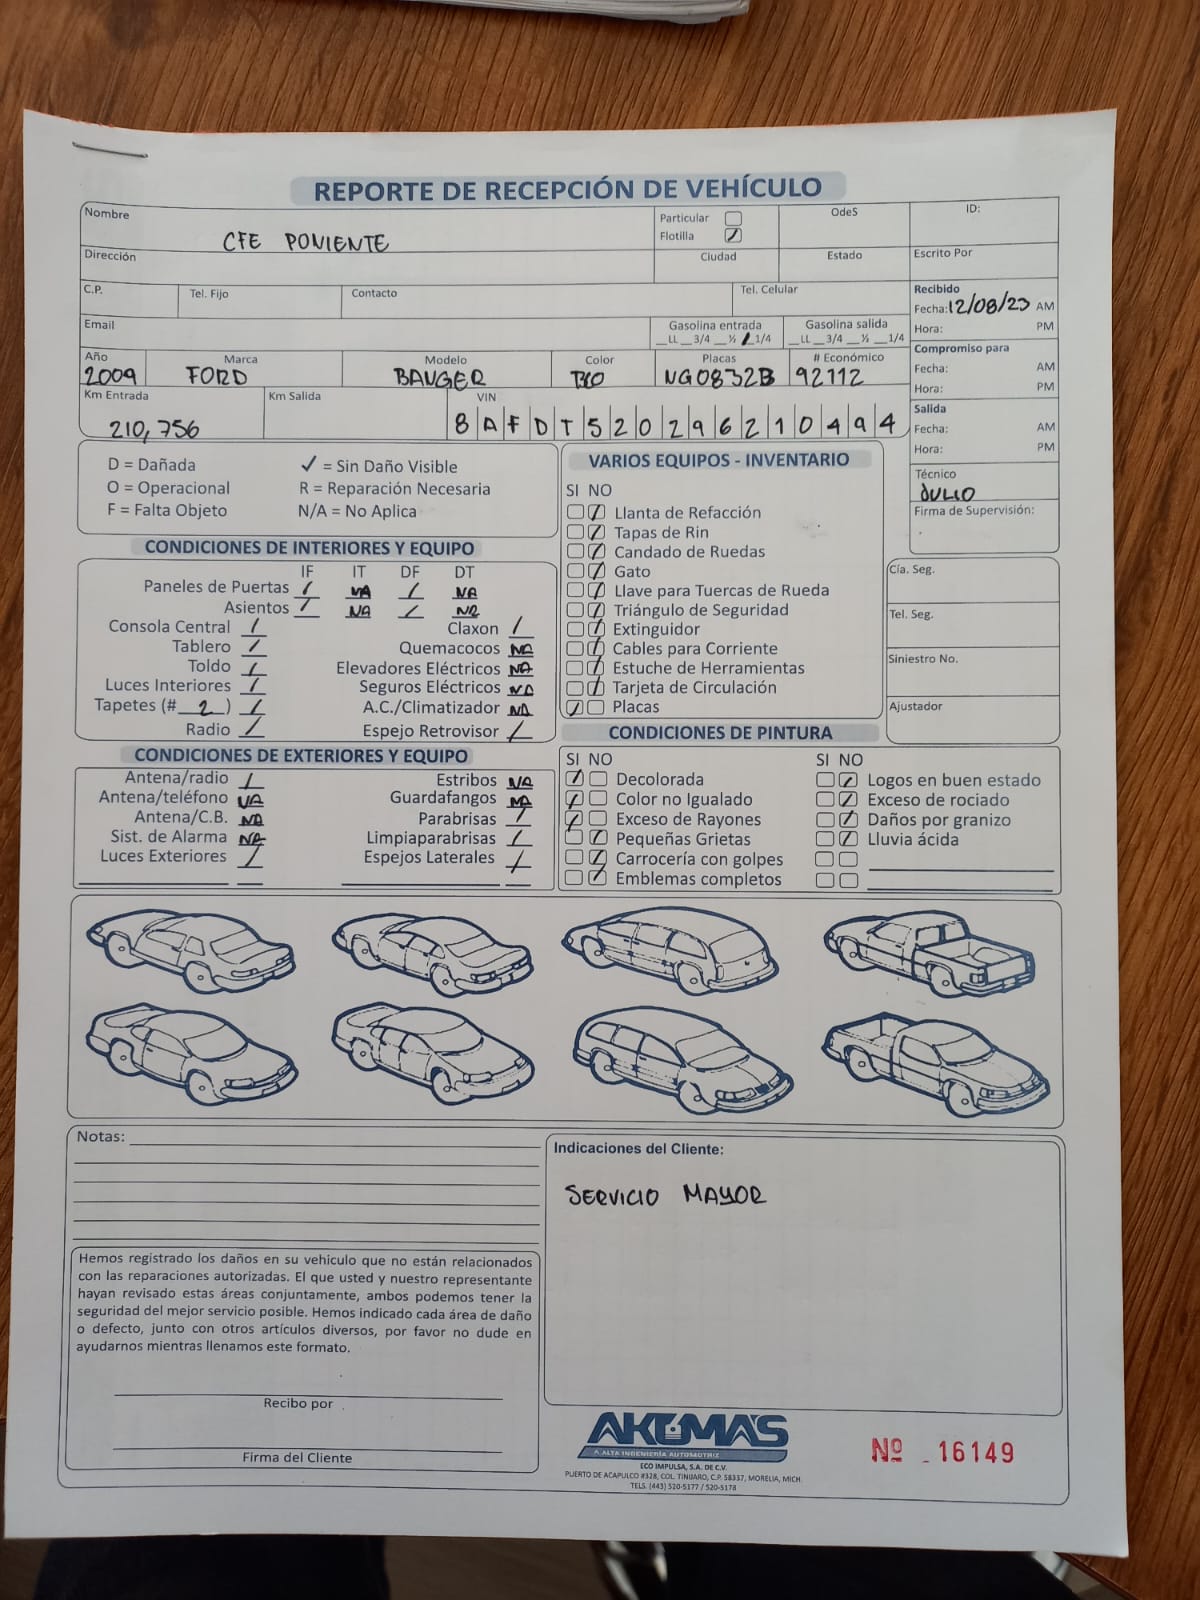 REPORTE DE RECEPCIÓN DE VEHÍCULO
Nombre
CFE PONIENTE
Particular
Flotilla ✓
OdeS
ID:
Dirección
Ciudad
Estado
Escrito Por
C.P.
Tel. Fijo
Contacto
Tel. Celular
Recibido
Fecha: 12/08/23 AM
Hora: PM
Email
Gasolina entrada
__LL __3/4 __½ ✓1/4
Gasolina salida
__LL __3/4 __½ __1/4
Compromiso para
Fecha: AM
Hora: PM
Año
2009
Marca
FORD
Modelo
BANGER
Color
BCO
Placas
NG0832B
# Económico
92112
Km Entrada
210,756
Km Salida
VIN
8AFDT520296210494
Salida
Fecha: AM
Hora: PM
Técnico
JULIO
Firma de Supervisión:
D = Dañada ✓ = Sin Daño Visible
O = Operacional R = Reparación Necesaria
F = Falta Objeto N/A = No Aplica
CONDICIONES DE INTERIORES Y EQUIPO
IF IT DF DT
Paneles de Puertas / NA / NA
Asientos / NA / NA
Consola Central / Claxon /
Tablero / Quemacocos NA
Toldo / Elevadores Eléctricos NA
Luces Interiores / Seguros Eléctricos NA
Tapetes (# 2 ) / A.C./Climatizador NA
Radio / Espejo Retrovisor /
CONDICIONES DE EXTERIORES Y EQUIPO
Antena/radio / Estribos NA
Antena/teléfono NA Guardafangos NA
Antena/C.B. NA Parabrisas /
Sist. de Alarma NA Limpiaparabrisas /
Luces Exteriores / Espejos Laterales /
VARIOS EQUIPOS - INVENTARIO
SI NO
Llanta de Refacción
Tapas de Rin
Candado de Ruedas
Gato
Llave para Tuercas de Rueda
Triángulo de Seguridad
Extinguidor
Cables para Corriente
Estuche de Herramientas
Tarjeta de Circulación
Placas
Cía. Seg.
Tel. Seg.
Siniestro No.
Ajustador
CONDICIONES DE PINTURA
SI NO SI NO
Decolorada Logos en buen estado
Color no Igualado Exceso de rociado
Exceso de Rayones Daños por granizo
Pequeñas Grietas Lluvia ácida
Carrocería con golpes
Emblemas completos
Notas:
Indicaciones del Cliente:
SERVICIO MAYOR
Hemos registrado los daños en su vehiculo que no están relacionados
con las reparaciones autorizadas. El que usted y nuestro representante
hayan revisado estas áreas conjuntamente, ambos podemos tener la
seguridad del mejor servicio posible. Hemos indicado cada área de daño
o defecto, junto con otros artículos diversos, por favor no dude en
ayudarnos mientras llenamos este formato.
Recibo por
Firma del Cliente
AKOMA'S
A ALTA INGENIERÍA AUTOMOTRIZ
ECO IMPULSA, S.A. DE C.V.
PUERTO DE ACAPULCO #328, COL. TINIJARO, C.P. 58337, MORELIA, MICH.
TELS. (443) 520-5177 / 520-5178
Nº 16149